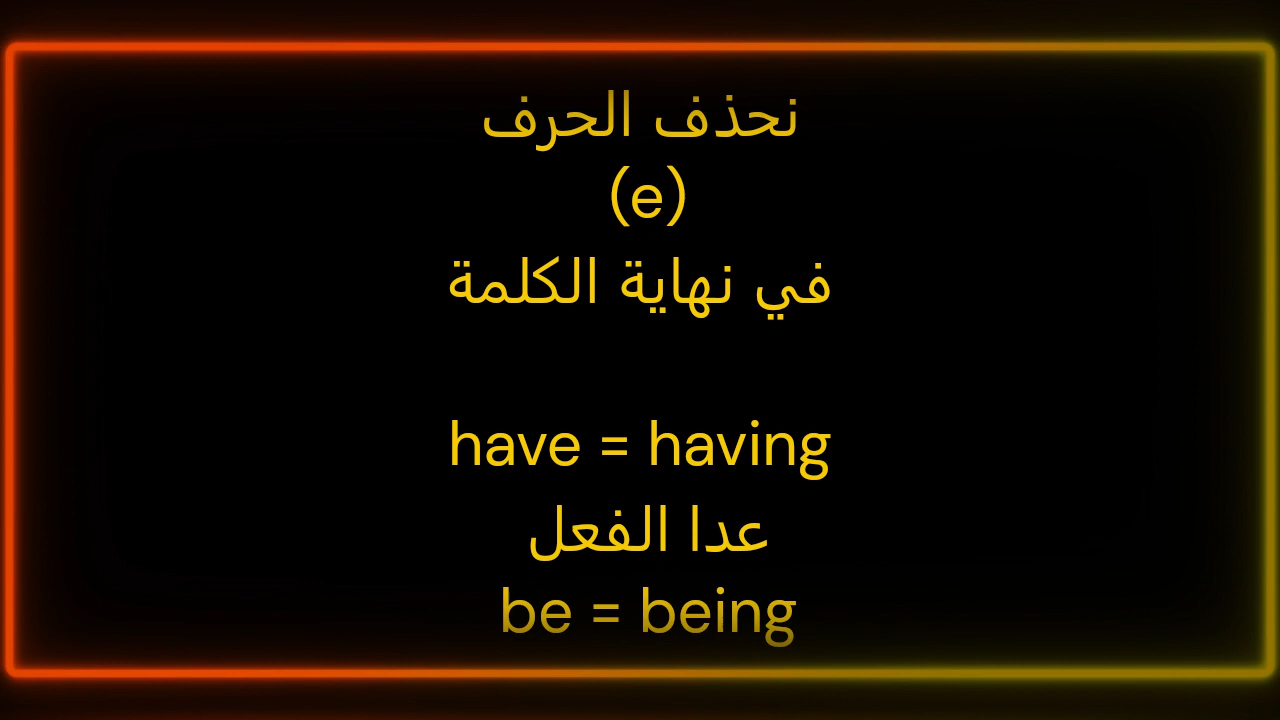 نحذف الحرف
(e)
في نهاية الكلمة
have = having
عدا الفعل
be = being